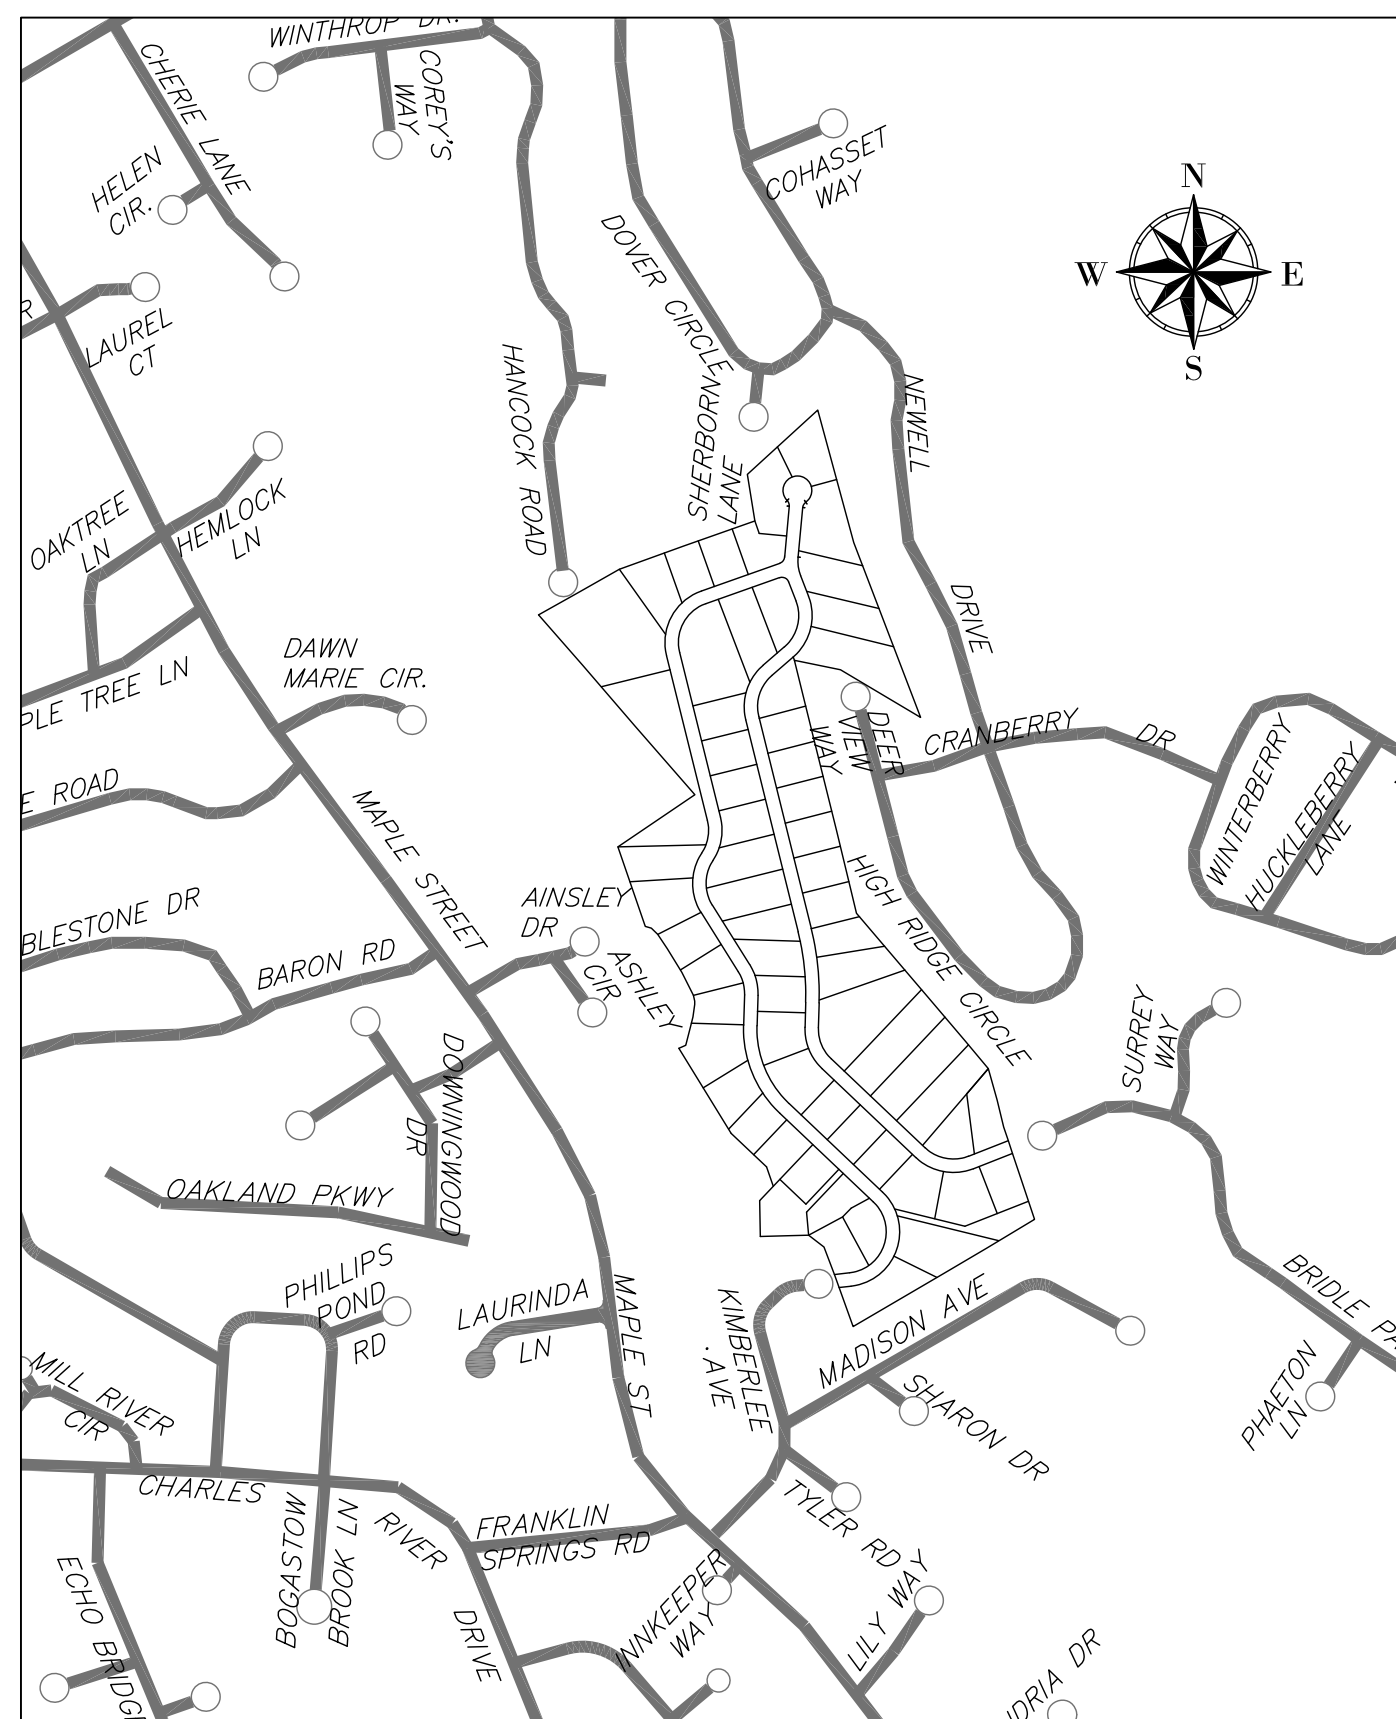 WINTHROP DR.
CHERIE LANE
COREY'S
WAY
HELEN
CIR.
COHASSET
WAY
N
W
E
S
DOVER CIRCLE
R
LAUREL
CT
HANCOCK ROAD
SHERBORN
LANE
NEWELL
DRIVE
OAKTREE
LN
HEMLOCK
LN
DAWN
MARIE CIR.
PLE TREE LN
DEER
VIEW
WAY
CRANBERRY
DR
WINTERBERRY
HUCKLEBERRY
LANE
E ROAD
MAPLE STREET
HIGH RIDGE CIRCLE
AINSLEY
DR
BLESTONE DR
BARON RD
ASHLEY
CIR
SURREY
WAY
DOWNINGWOOD
DR
OAKLAND PKWY
PHILLIPS
POND
RD
LAURINDA
LN
MAPLE ST
KIMBERLEE
AVE.
MADISON AVE
BRIDLE PA
PHAETON
LN
SHARON DR
MILL RIVER
CIR
CHARLES
RIVER
DRIVE
BOGASTOW
BROOK LN
FRANKLIN
SPRINGS RD
TYLER RD
INNKEEPER
WAY
LILY WAY
ECHO BRIDGE
NDRIA DR